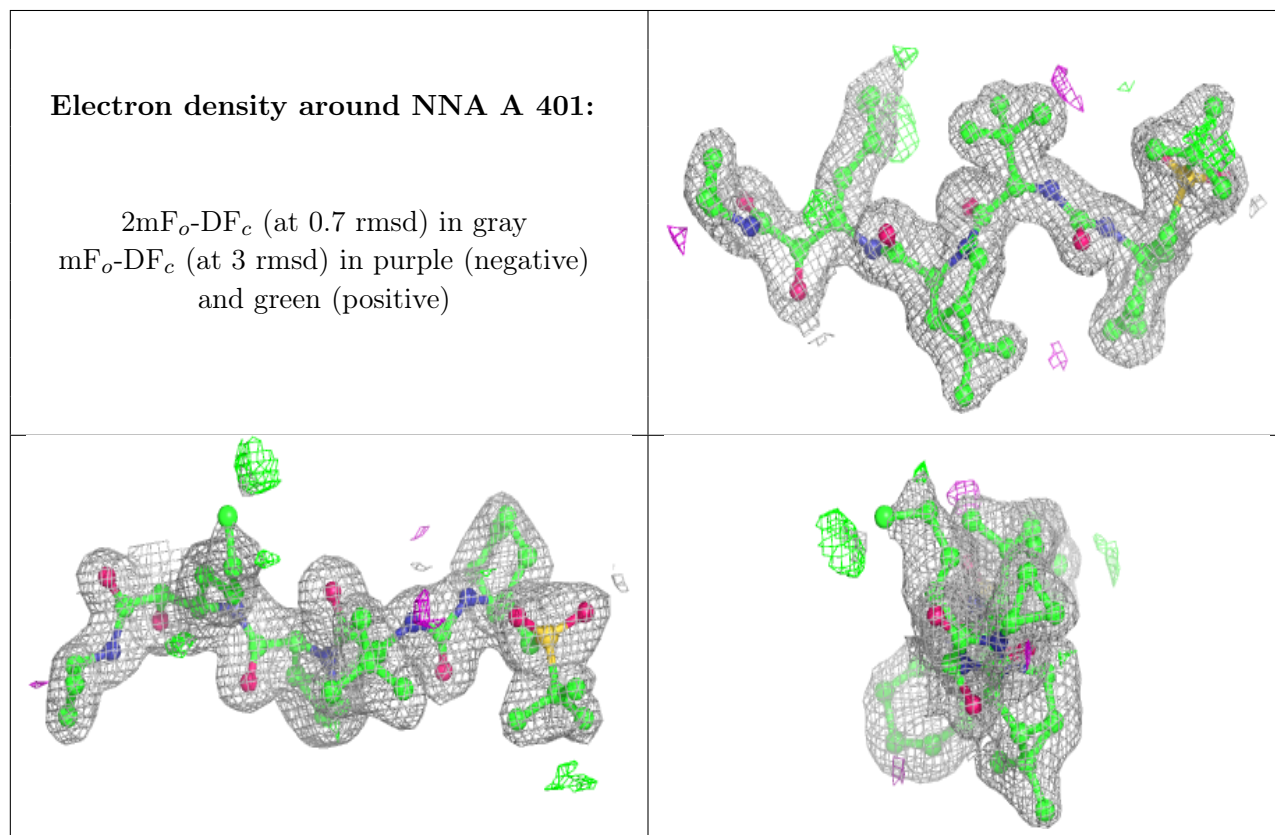 Electron density around NNA A 401:
2mFo-DFc (at 0.7 rmsd) in gray
mFo-DFc (at 3 rmsd) in purple (negative)
and green (positive)